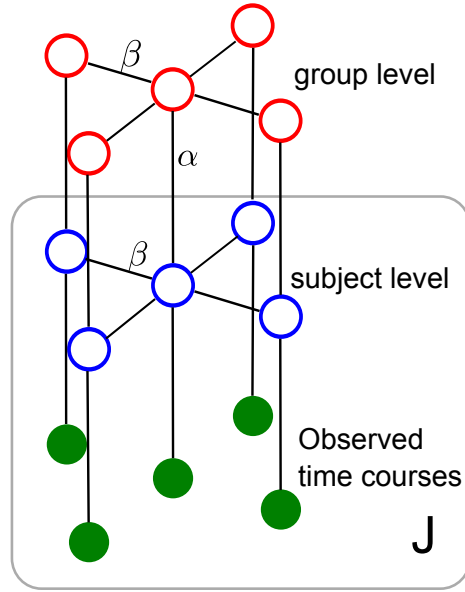 β
group level
α
β
subject level
Observed
time courses
J